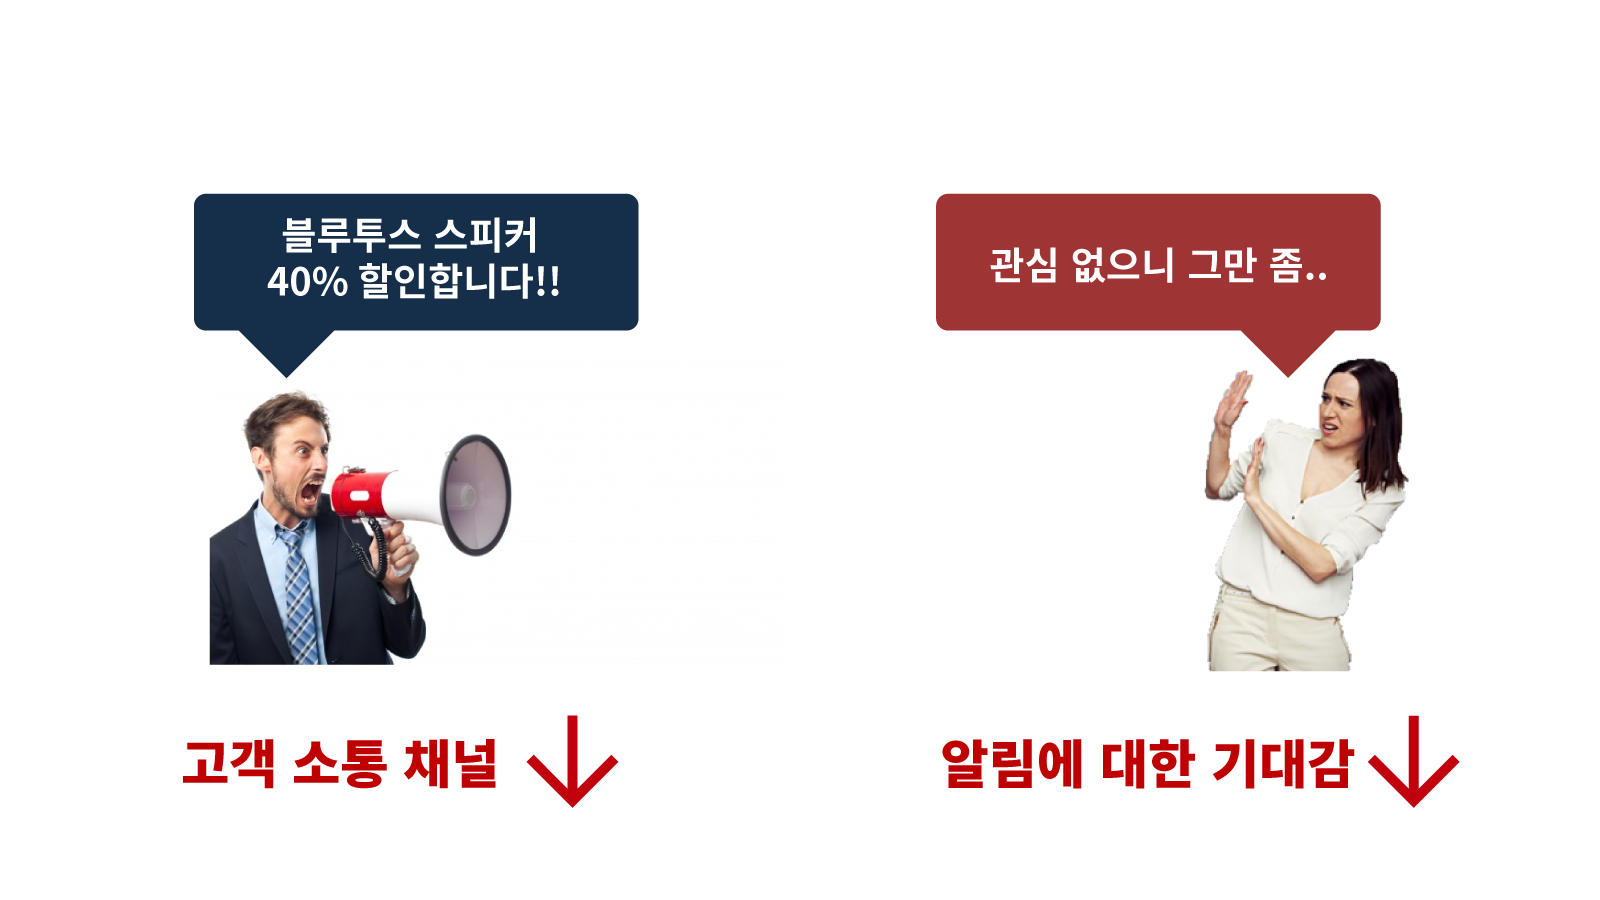 블루투스 스피커
40% 할인합니다!!
관심 없으니 그만 좀..
고객 소통 채널
알림에 대한 기대감